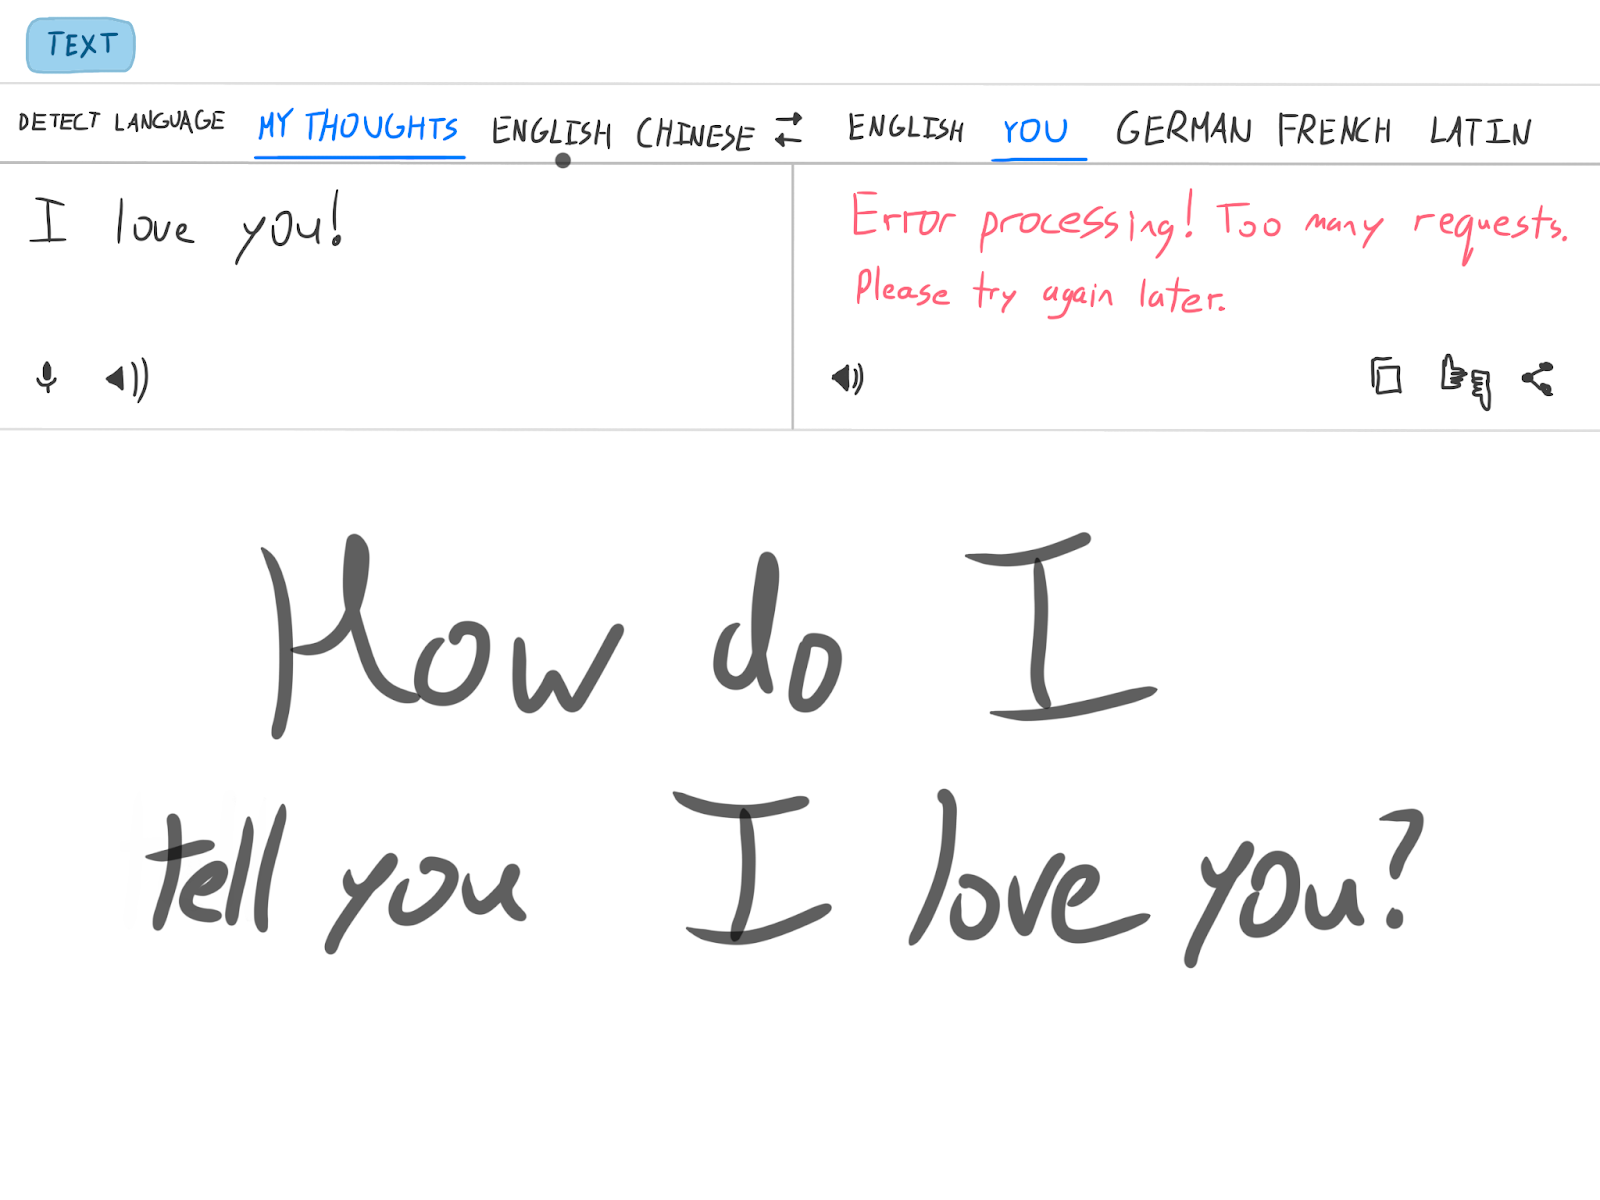 TEXT
DETECT LANGUAGE MY THOUGHTS ENGLISH CHINESE ENGLISH YOU GERMAN FRENCH LATIN
I love you!
Error processing! Too many requests.
Please try again later.
How do I
tell you I love you?